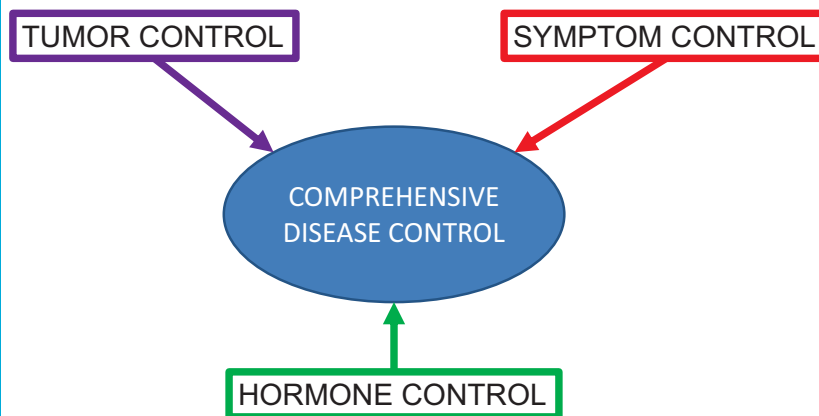 TUMOR CONTROL
SYMPTOM CONTROL
COMPREHENSIVE
DISEASE CONTROL
HORMONE CONTROL